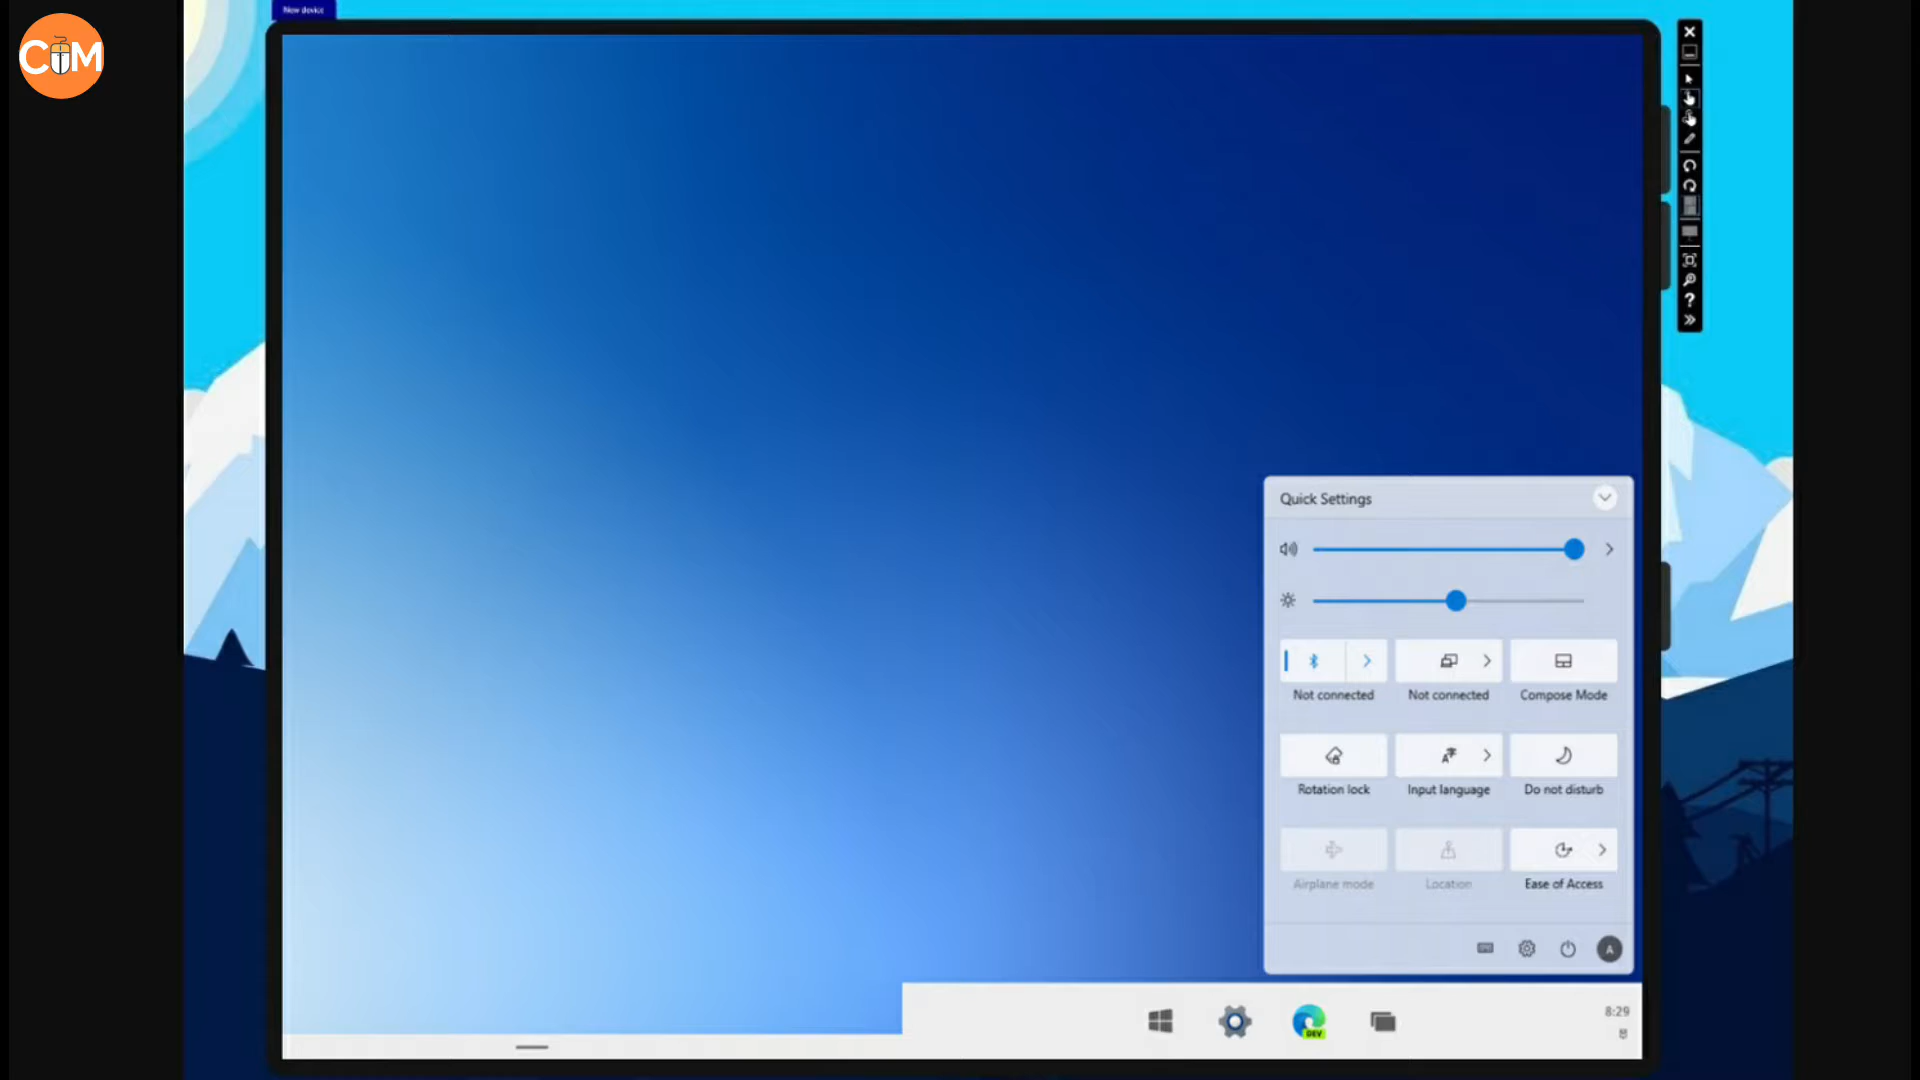 New device
CM
Quick Settings
Not connected
Not connected
Compose Mode
Rotation lock
Input language
Do not disturb
Airplane mode
Location
Ease of Access
A
DEV
8:29